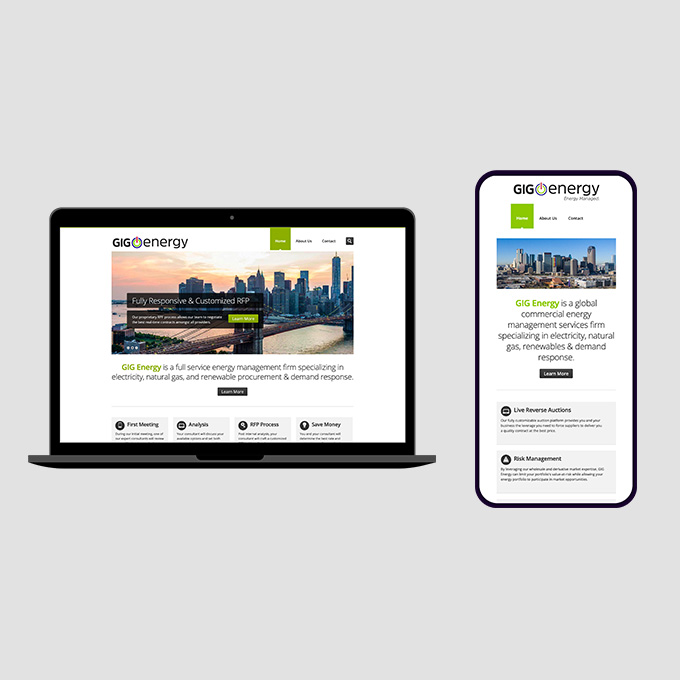 GIG energy
Home
About Us
Contact
Fully Responsive & Customized RFP
Our proprietary RFP process allows our team to negotiate
the best real-time contracts amongst all providers
Learn More
GIG Energy is a full service energy management firm specializing in
electricity, natural gas, and renewable procurement & demand response.
Learn More
First Meeting
During our initial meeting, one of
our expert consultants will review
Analysis
Your consultant will discuss your
available options and set both
RFP Process
Post internal analysis, your
consultant will craft a customized
Save Money
You and your consultant will
determine the best rate and
GIG energy
Energy Managed
Home
About Us
Contact
GIG Energy is a global
commercial energy
management services firm
specializing in electricity, natural
gas, renewables & demand
response.
Learn More
Live Reverse Auctions
Our fully customizable auction platform provides you and your
business the leverage you need to force suppliers to deliver you
a quality contract at the best price.
Risk Management
By leveraging our wholesale and derivative market expertise, GIG
Energy can limit your portfolio's value at risk while allowing your
energy portfolio to participate in market opportunities.